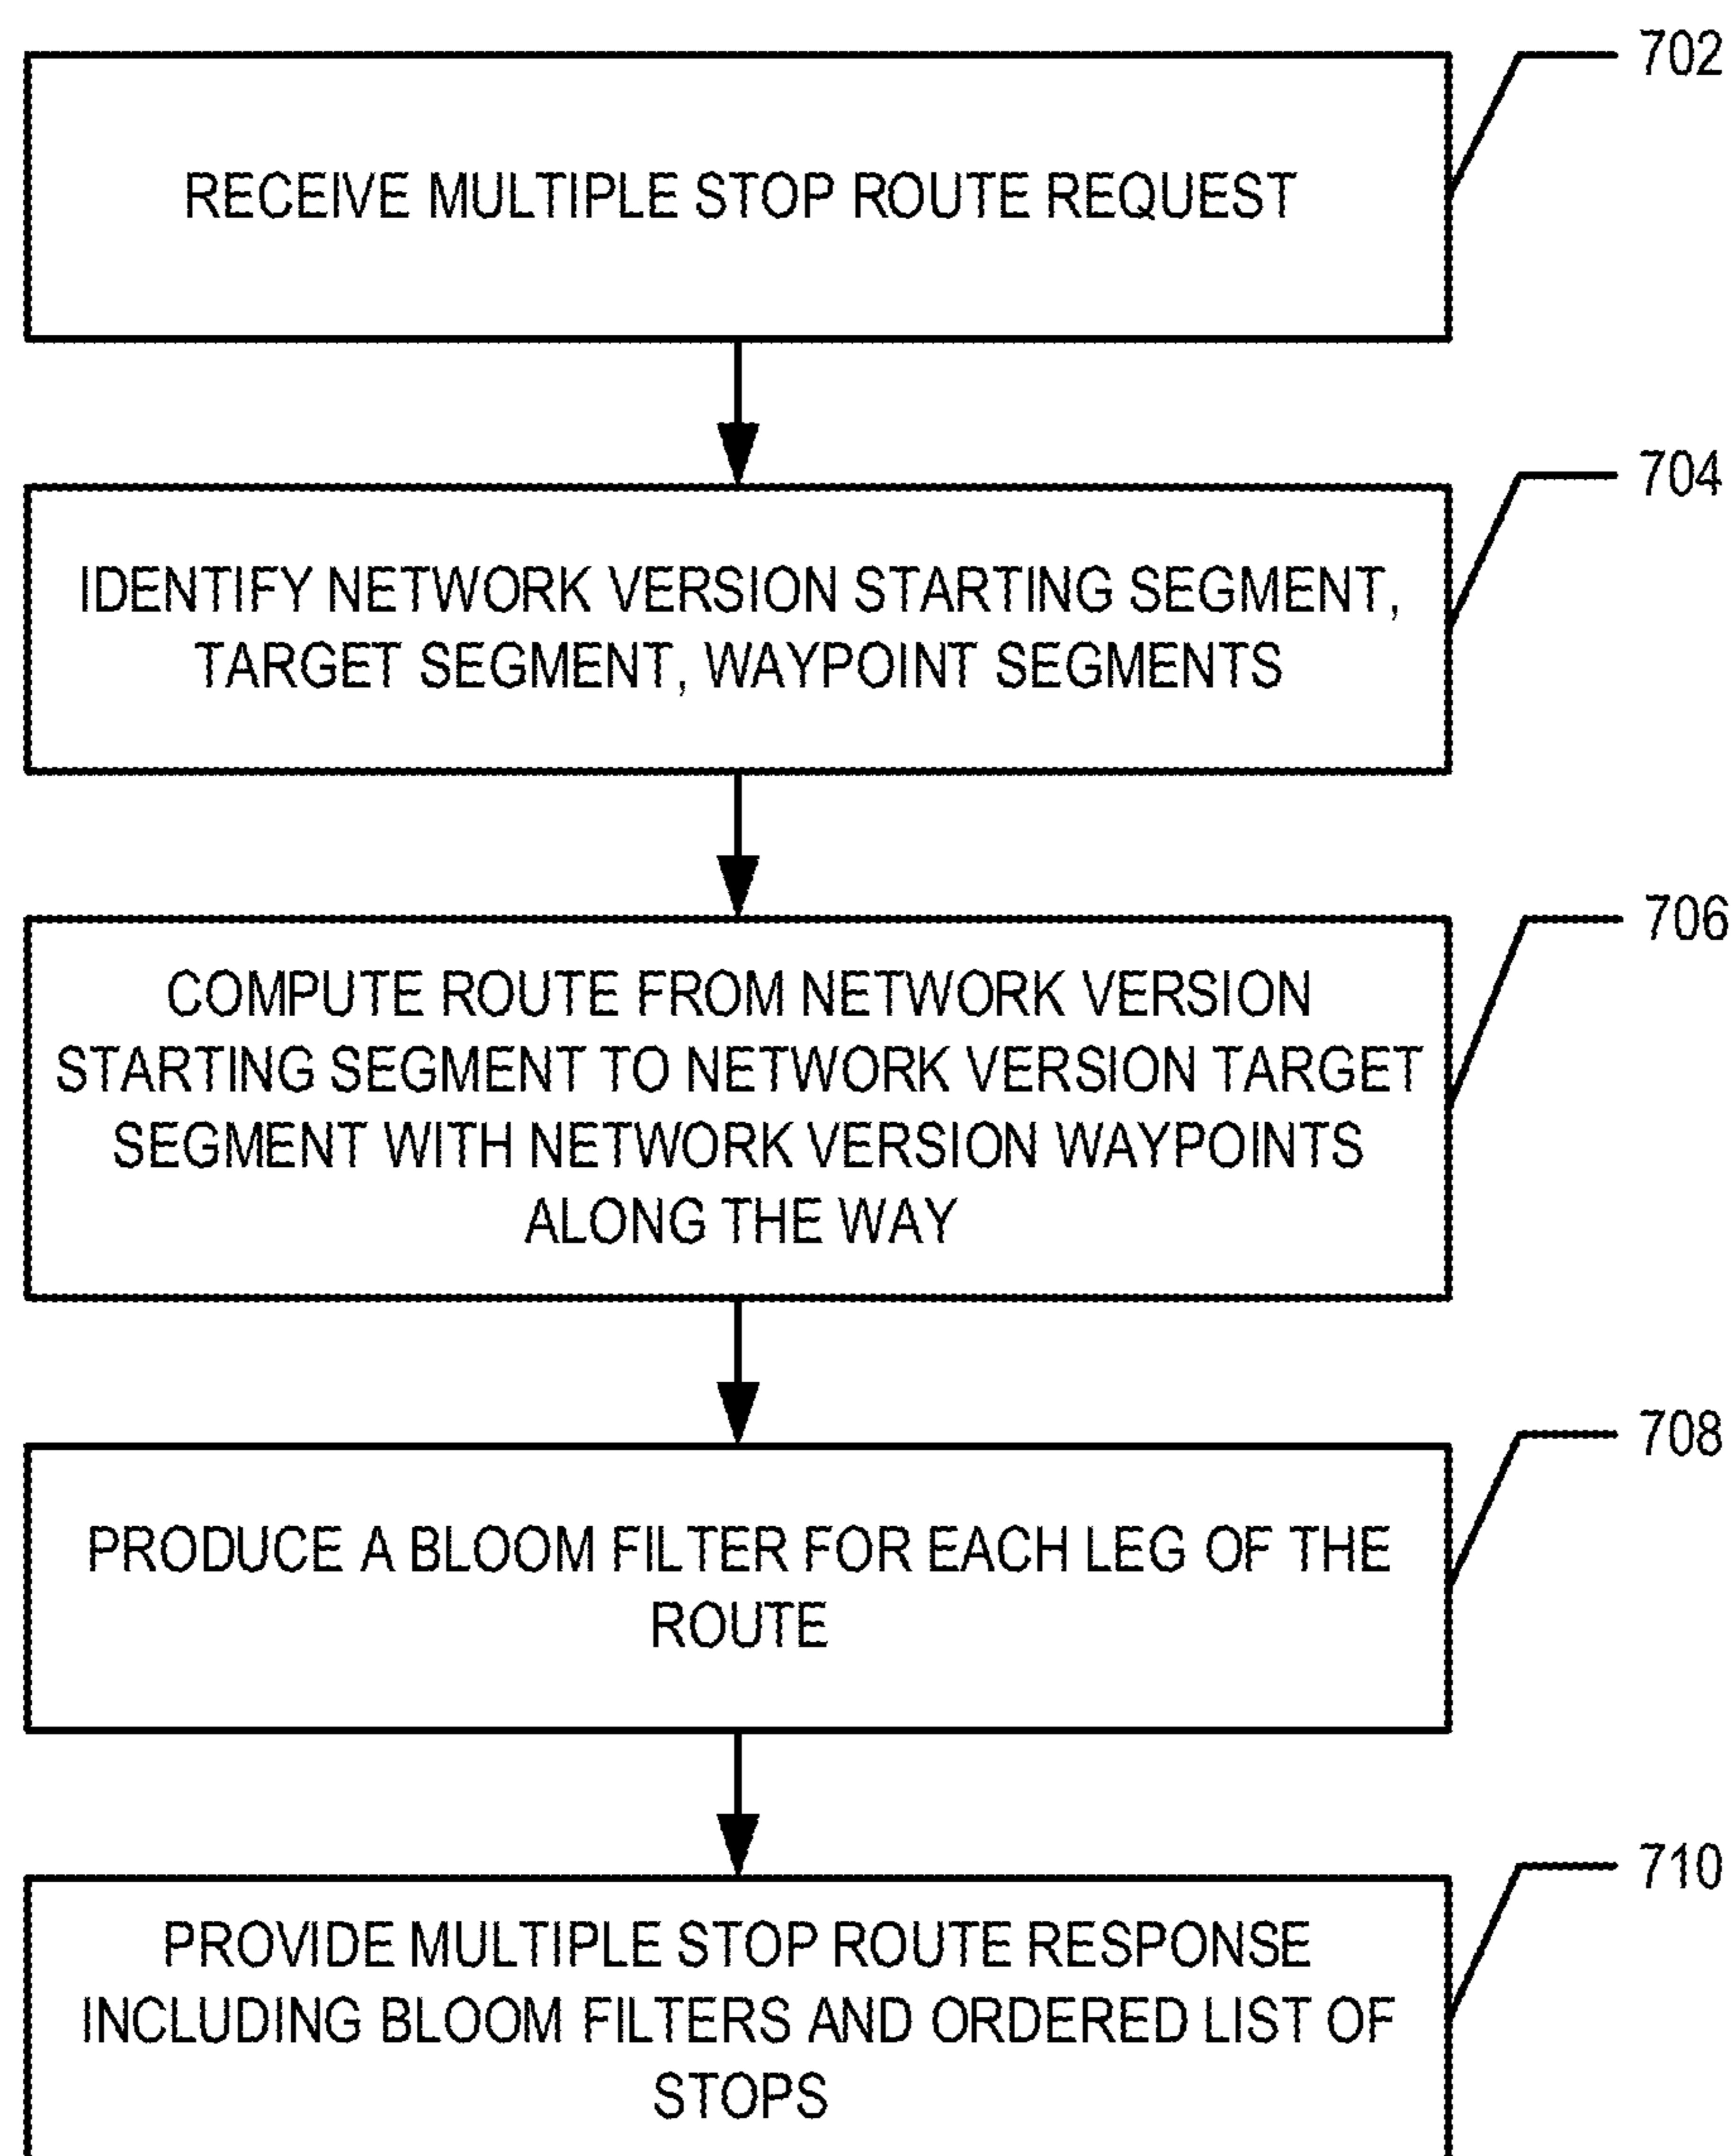 702
RECEIVE MULTIPLE STOP ROUTE REQUEST
704
IDENTIFY NETWORK VERSION STARTING SEGMENT,
TARGET SEGMENT, WAYPOINT SEGMENTS
706
COMPUTE ROUTE FROM NETWORK VERSION
STARTING SEGMENT TO NETWORK VERSION TARGET
SEGMENT WITH NETWORK VERSION WAYPOINTS
ALONG THE WAY
708
PRODUCE A BLOOM FILTER FOR EACH LEG OF THE
ROUTE
710
PROVIDE MULTIPLE STOP ROUTE RESPONSE
INCLUDING BLOOM FILTERS AND ORDERED LIST OF
STOPS